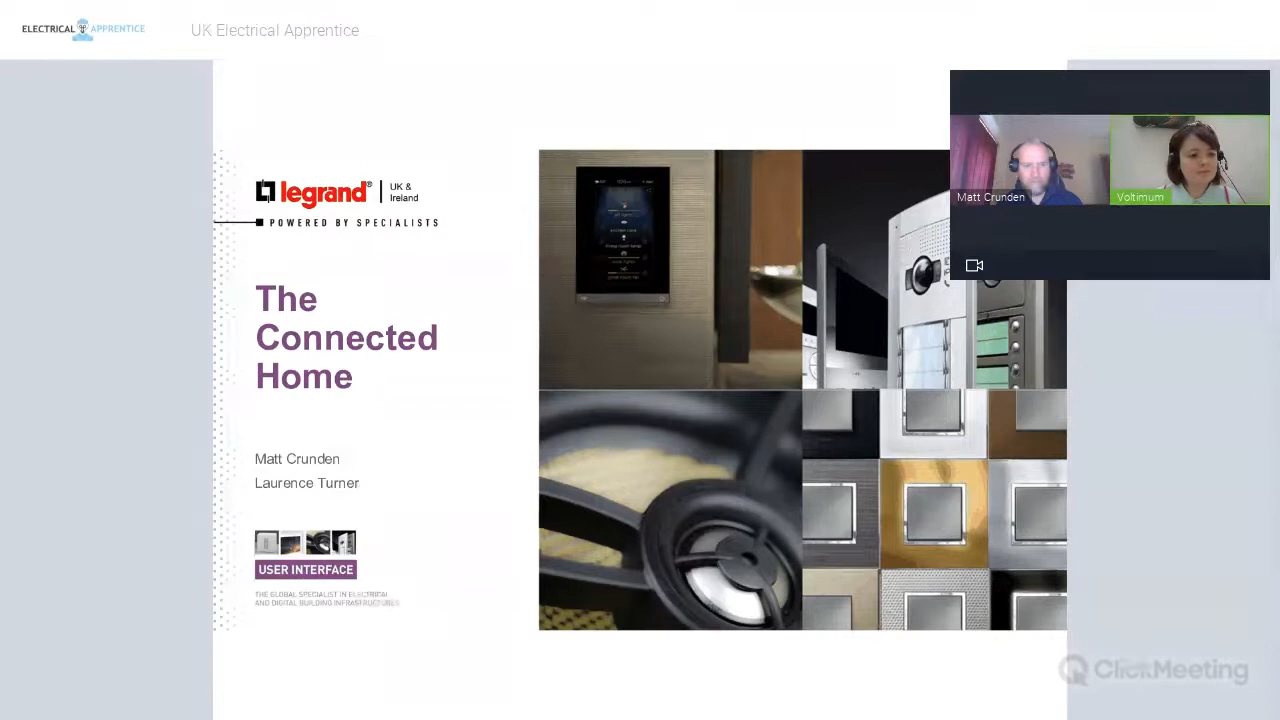 ELECTRICAL APPRENTICE
UK Electrical Apprentice
legrand® UK &
Ireland
POWERED BY SPECIALISTS
The
Connected
Home
Matt Crunden
Laurence Turner
USER INTERFACE
THE GLOBAL SPECIALIST IN ELECTRICAL
AND DIGITAL BUILDING INFRASTRUCTURES
Matt Crunden
Voltimum
ClickMeeting